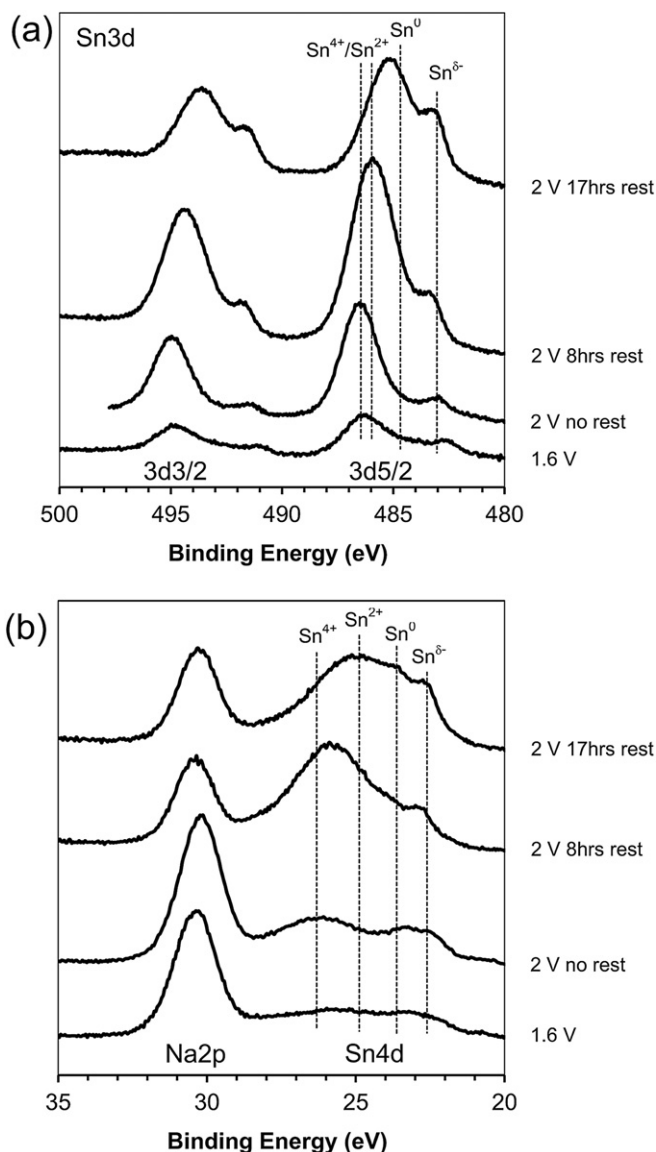 (a)
Sn3d
Sn⁴⁺/Sn²⁺
Sn⁰
Sn^δ-
2 V 17hrs rest
2 V 8hrs rest
2 V no rest
1.6 V
3d3/2
3d5/2
500 495 490 485 480
Binding Energy (eV)
(b)
Sn⁴⁺
Sn²⁺
Sn⁰
Sn^δ-
2 V 17hrs rest
2 V 8hrs rest
2 V no rest
1.6 V
Na2p
Sn4d
35 30 25 20
Binding Energy (eV)